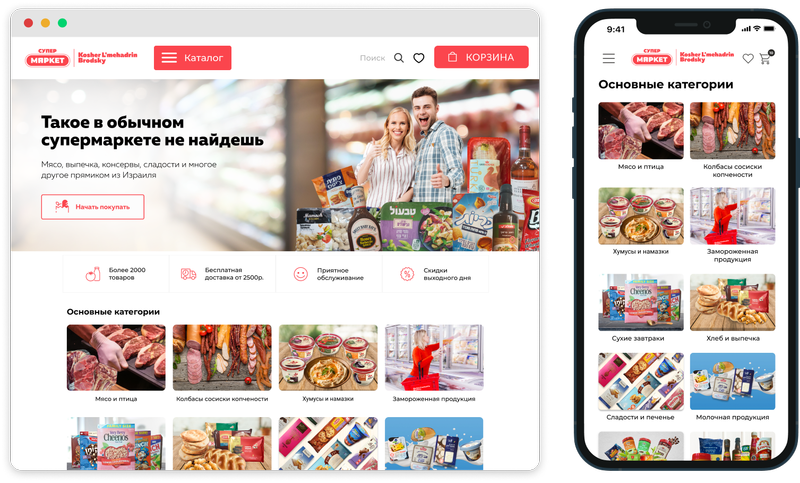 СУПЕР
МАРКЕТ
Kosher L'mehadrin
Brodsky
Каталог
Поиск
КОРЗИНА
Такое в обычном
супермаркете не найдешь
Мясо, выпечка, консервы, сладости и многое
другое прямиком из Израиля
Начать покупать
טבעול
Более 2000
товаров
Бесплатная
доставка от 2500р.
Приятное
обслуживание
Скидки
выходного дня
Основные категории
Мясо и птица
Колбасы сосиски копчености
Хумусы и намазки
Замороженная продукция
Cheerios
9:41
СУПЕР
МАРКЕТ
Kosher L'mehadrin
Brodsky
Основные категории
Мясо и птица
Колбасы сосиски
копчености
Хумусы и намазки
Замороженная
продукция
Cheerios
Сухие завтраки
Хлеб и выпечка
Сладости и печенье
Молочная продукция